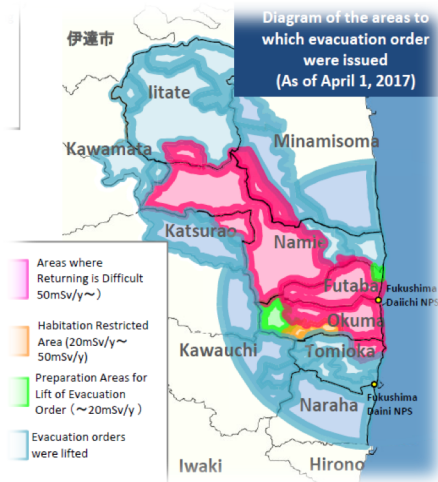 伊達市
Diagram of the areas to
which evacuation order
were issued
(As of April 1, 2017)
Iitate
Minamisoma
Kawamata
Katsurao
Namie
Areas where
Returning is Difficult
50mSv/y～)
Futaba
Fukushima
Daiichi NPS
Okuma
Habitation Restricted
Area (20mSv/y～
50mSv/y)
Kawauchi
Tomioka
Preparation Areas for
Lift of Evacuation
Order (～20mSv/y )
Fukushima
Daini NPS
Naraha
Evacuation orders
were lifted
Iwaki
Hirono